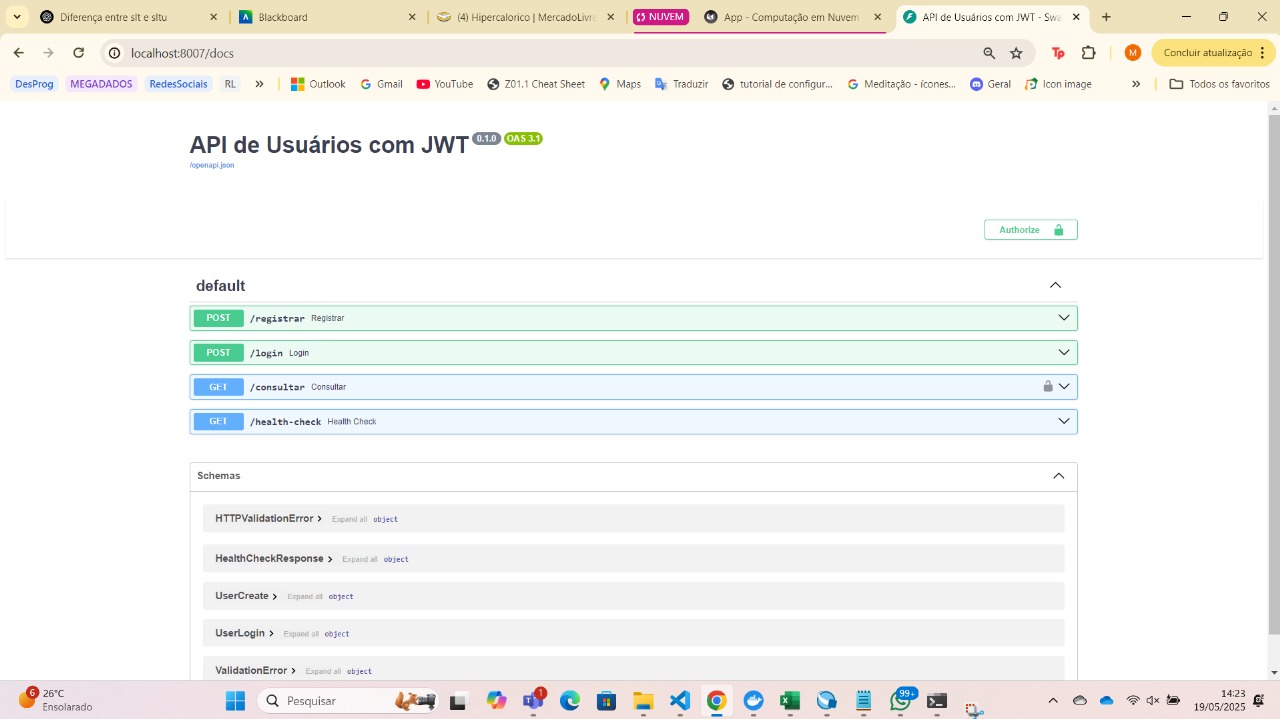 Diferença entre sit e situ
Blackboard
(4) Hipercalorico | MercadoLivr
NUVEM
App - Computação em Nuvem
API de Usuários com JWT - Swa
localhost:8007/docs
Concluir atualização
DesProg
MEGADADOS
RedesSociais
RL
Outlook
Gmail
YouTube
Z01.1 Cheat Sheet
Maps
Traduzir
tutorial de configur...
Meditação - ícones...
Geral
Icon image
Todos os favoritos
API de Usuários com JWT 0.1.0 OAS 3.1
/openapi.json
Authorize
default
POST /registrar Registrar
POST /login Login
GET /consultar Consultar
GET /health-check Health Check
Schemas
HTTPValidationError Expand all object
HealthCheckResponse Expand all object
UserCreate Expand all object
UserLogin Expand all object
ValidationError Expand all object
6
26°C
Ensolarado
Pesquisar
1
99+
14:23
19/05/2025